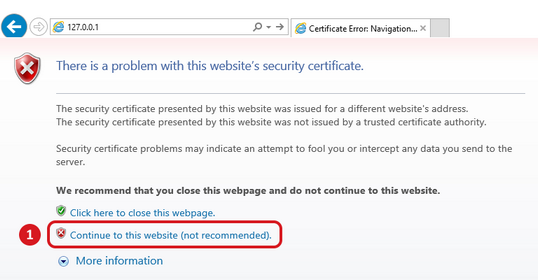 127.0.0.1
Certificate Error: Navigation...
There is a problem with this website's security certificate.
The security certificate presented by this website was issued for a different website's address.
The security certificate presented by this website was not issued by a trusted certificate authority.
Security certificate problems may indicate an attempt to fool you or intercept any data you send to the
server.
We recommend that you close this webpage and do not continue to this website.
Click here to close this webpage.
1 Continue to this website (not recommended).
More information